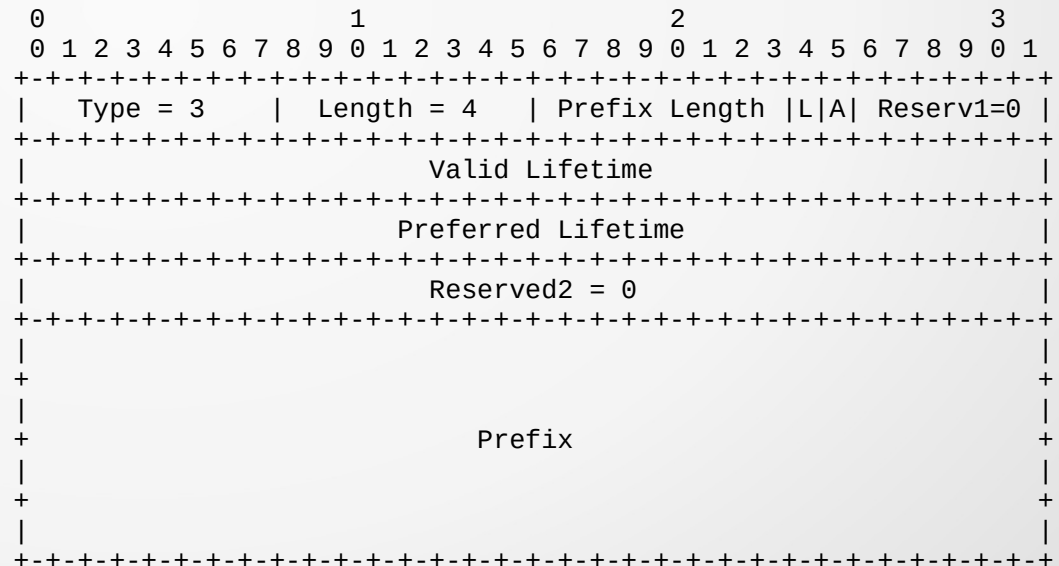 0                   1                   2                   3
 0 1 2 3 4 5 6 7 8 9 0 1 2 3 4 5 6 7 8 9 0 1 2 3 4 5 6 7 8 9 0 1
+-+-+-+-+-+-+-+-+-+-+-+-+-+-+-+-+-+-+-+-+-+-+-+-+-+-+-+-+-+-+-+-+
|   Type = 3    |  Length = 4   | Prefix Length |L|A| Reserv1=0 |
+-+-+-+-+-+-+-+-+-+-+-+-+-+-+-+-+-+-+-+-+-+-+-+-+-+-+-+-+-+-+-+-+
|                         Valid Lifetime                        |
+-+-+-+-+-+-+-+-+-+-+-+-+-+-+-+-+-+-+-+-+-+-+-+-+-+-+-+-+-+-+-+-+
|                       Preferred Lifetime                      |
+-+-+-+-+-+-+-+-+-+-+-+-+-+-+-+-+-+-+-+-+-+-+-+-+-+-+-+-+-+-+-+-+
|                         Reserved2 = 0                         |
+-+-+-+-+-+-+-+-+-+-+-+-+-+-+-+-+-+-+-+-+-+-+-+-+-+-+-+-+-+-+-+-+
|                                                               |
+                                                               +
|                                                               |
+                            Prefix                             +
|                                                               |
+                                                               +
|                                                               |
+-+-+-+-+-+-+-+-+-+-+-+-+-+-+-+-+-+-+-+-+-+-+-+-+-+-+-+-+-+-+-+-+